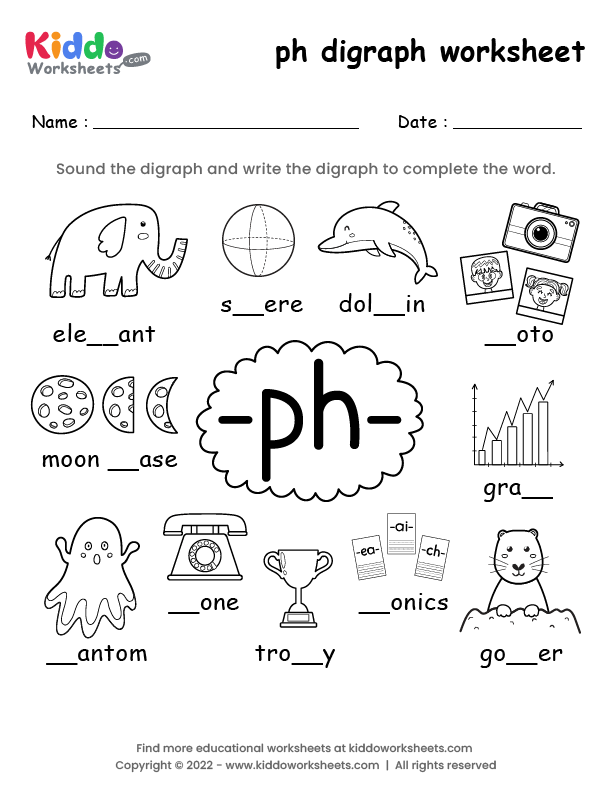 Kiddo
Worksheets .com
ph digraph worksheet
Name : ____ Date : ____
Sound the digraph and write the digraph to complete the word.
ele__ant
s__ere
dol__in
__oto
moon __ase
-ph-
gra__
__antom
__one
tro__y
-ea-
-ai-
-ch-
__onics
go__er
Find more educational worksheets at kiddoworksheets.com
Copyright © 2022 - www.kiddoworksheets.com | All rights reserved